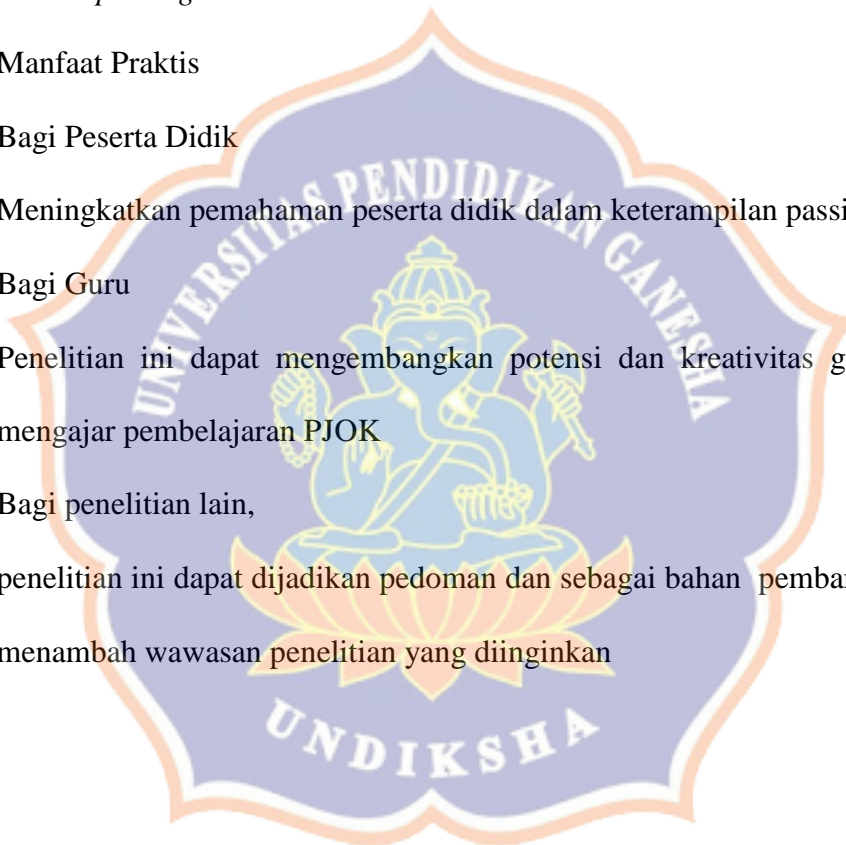 Manfaat Praktis
Bagi Peserta Didik
Meningkatkan pemahaman peserta didik dalam keterampilan
Bagi Guru
Penelitian ini dapat mengembangkan potensi dan kreativitas
mengajar pembelajaran PJOK
Bagi penelitian lain,
penelitian ini dapat dijadikan pedoman dan sebagai bahan
menambah wawasan penelitian yang diinginkan
UNIVERSITAS PENDIDIKAN GANESHA
UNDIKSHA